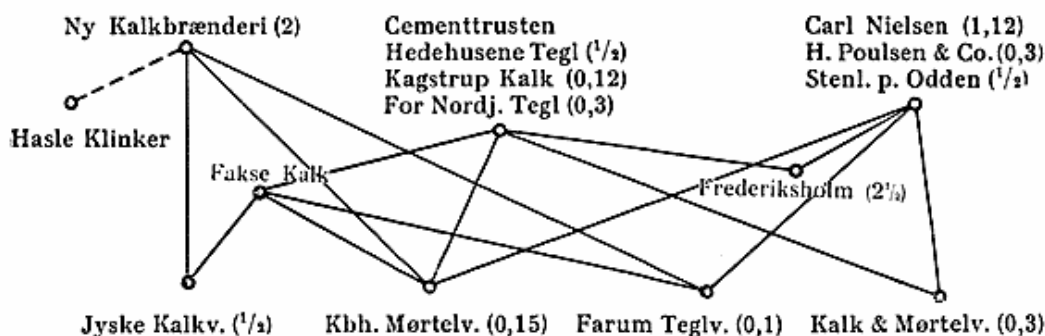 Ny Kalkbrænderi (2)
Cementtrusten
Hedehusene Tegl (¹/₂)
Kagstrup Kalk (0,12)
For Nordj. Tegl (0,3)
Carl Nielsen (1,12)
H. Poulsen & Co. (0,3)
Stenl. p. Odden (¹/₂)
Hasle Klinker
Fakse Kalk
Frederiksholm (2¹/₂)
Jyske Kalkv. (¹/₂)
Kbh. Mørtelv. (0,15)
Farum Teglv. (0,1)
Kalk & Mørtelv. (0,3)